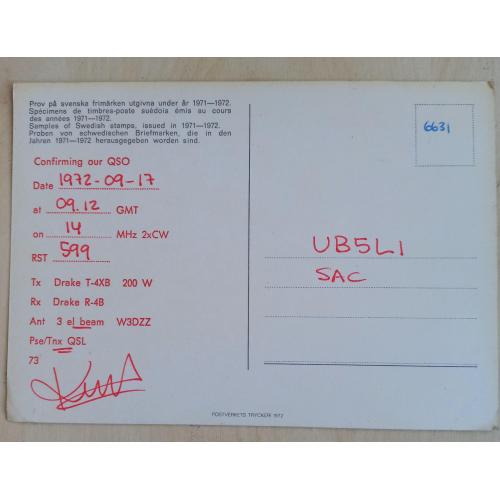 Prov på svenska frimärken utgivna under år 1971—1972.
Spécimens de timbres-poste suédois émis au cours
des années 1971—1972.
Samples of Swedish stamps, issued in 1971—1972.
Proben von schwedischen Briefmarken, die in den
Jahren 1971—1972 herausgegeben worden sind.
Confirming our QSO
Date 1972-09-17
at 09.12 GMT
on 14 MHz 2xCW
RST 599
Tx Drake T-4XB 200 W
Rx Drake R-4B
Ant 3 el beam W3DZZ
Pse/Tnx QSL
73
6631
UB5L1
SAC
POSTVERKETS TRYCKERI 1972